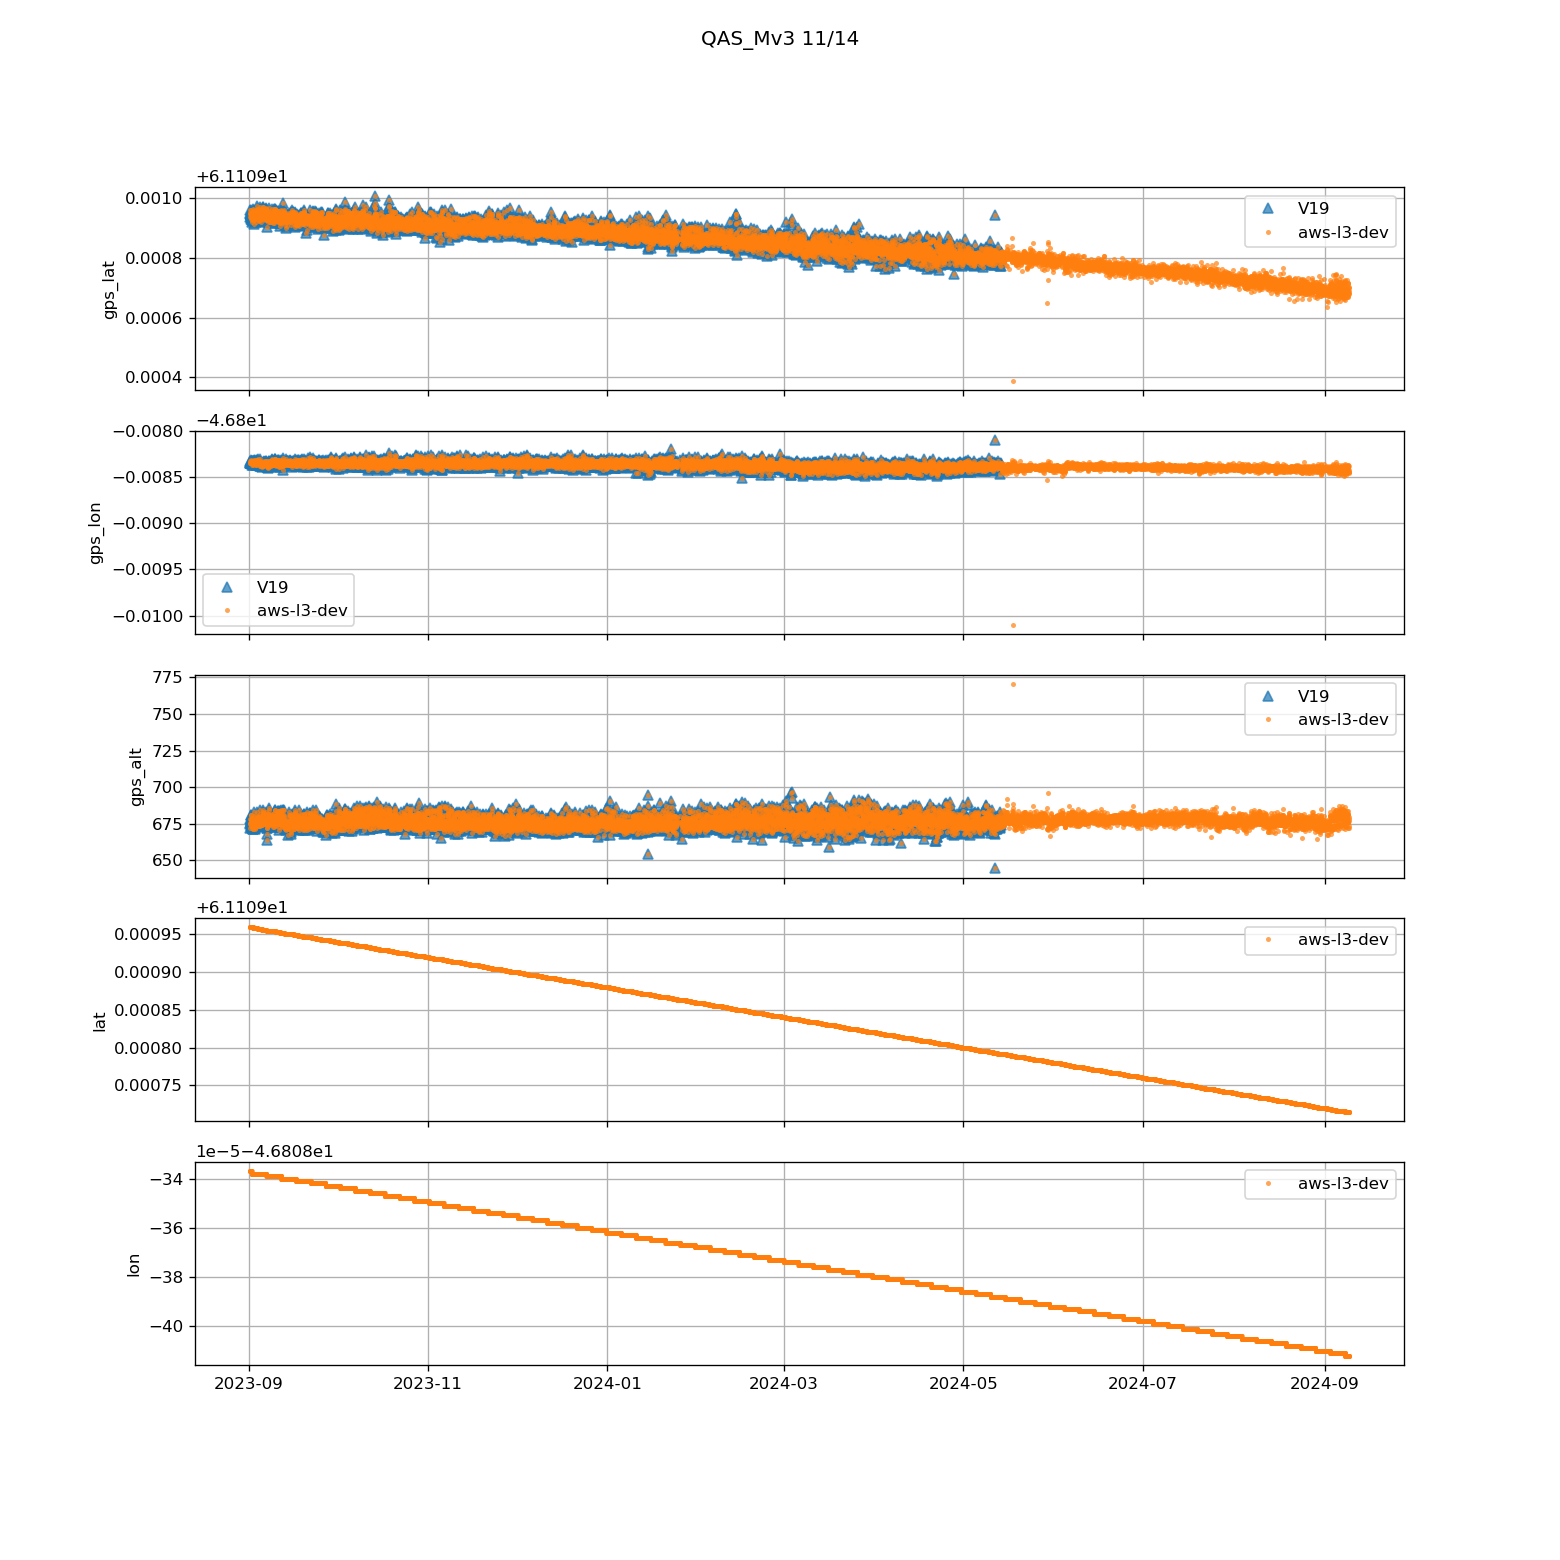 QAS_Mv3 11/14
+6.1109e1
0.0010
0.0008
0.0006
0.0004
gps_lat
V19
aws-l3-dev
−4.68e1
−0.0080
−0.0085
−0.0090
−0.0095
−0.0100
gps_lon
V19
aws-l3-dev
775
750
725
700
675
650
gps_alt
V19
aws-l3-dev
+6.1109e1
0.00095
0.00090
0.00085
0.00080
0.00075
lat
aws-l3-dev
1e−5−4.6808e1
−34
−36
−38
−40
lon
aws-l3-dev
2023-09 2023-11 2024-01 2024-03 2024-05 2024-07 2024-09